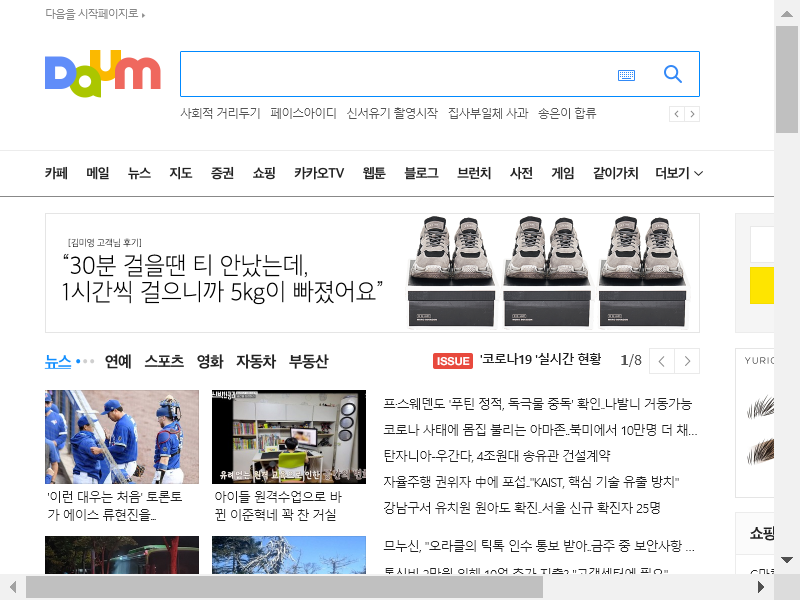 다음을 시작페이지로
Daum
사회적 거리두기 페이스아이디 신서유기 촬영시작 집사부일체 사과 송은이 합류
카페 메일 뉴스 지도 증권 쇼핑 카카오TV 웹툰 블로그 브런치 사전 게임 같이가치 더보기
[김미영 고객님 후기]
“30분 걸을땐 티 안났는데,
1시간씩 걸으니까 5kg이 빠졌어요”
뉴스 연예 스포츠 영화 자동차 부동산
ISSUE '코로나19 '실시간 현황 1/8
YURIC
프·스웨덴도 '푸틴 정적, 독극물 중독' 확인..나발니 거동가능
코로나 사태에 몸집 불리는 아마존..북미에서 10만명 더 채...
탄자니아-우간다, 4조원대 송유관 건설계약
자율주행 권위자 中에 포섭.."KAIST, 핵심 기술 유출 방치"
강남구서 유치원 원아도 확진..서울 신규 확진자 25명
'이런 대우는 처음' 토론토
가 에이스 류현진을...
아이들 원격수업으로 바
뀐 이준혁네 꽉 찬 거실
므누신, "오라클의 틱톡 인수 통보 받아..금주 중 보안사항 ...
쇼핑